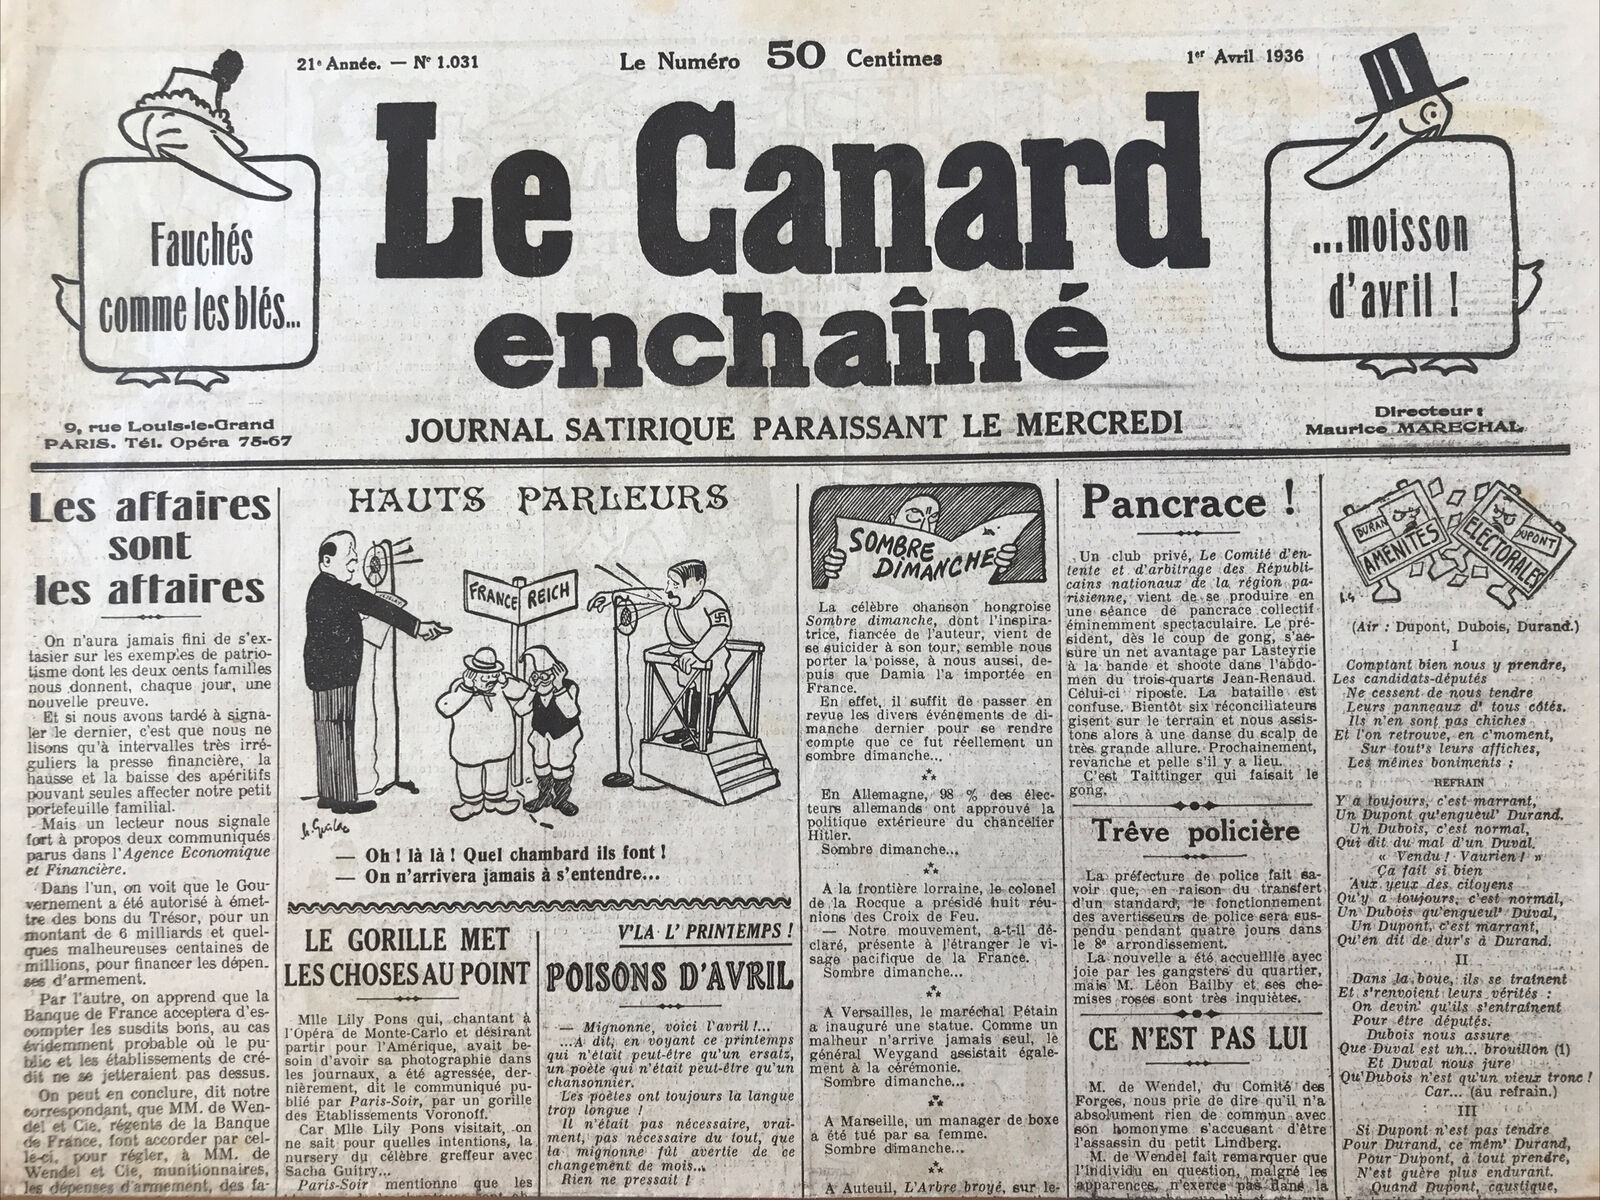 21e Année. — No 1.031
Le Numéro 50 Centimes
1er Avril 1936
Fauchés
comme les blés...
Le Canard
enchaîné
...moisson
d'avril !
9, rue Louis-le-Grand
PARIS. Tél. Opéra 75-67
JOURNAL SATIRIQUE PARAISSANT LE MERCREDI
Directeur :
Maurice MARECHAL
Les affaires
sont
les affaires
On n'aura jamais fini de s'ex-
tasier sur les exemples de patrio-
tisme dont les deux cents familles
nous donnent, chaque jour, une
nouvelle preuve.
Et si nous avons tardé à signa-
ler le dernier, c'est que nous ne
lisons qu'à intervalles très irré-
guliers la presse financière, la
hausse et la baisse des apéritifs
pouvant seules affecter notre petit
portefeuille familial.
Mais un lecteur nous signale
fort à propos deux communiqués
parus dans l'Agence Economique
et Financière.
Dans l'un, on voit que le Gou-
vernement a été autorisé à émet-
tre des bons du Trésor, pour un
montant de 6 milliards et quel-
ques malheureuses centaines de
millions, pour financer les dépen-
ses d'armement.
Par l'autre, on apprend que la
Banque de France acceptera d'es-
compter les susdits bons, au cas
évidemment probable où le pu-
blic et les établissements de cré-
dit ne se jetteraient pas dessus.
On peut en conclure, dit notre
correspondant, que MM. de Wen-
del et Cie, régents de la Banque
de France, font accorder par cel-
le-ci, pour régler, à MM. de
Wendel et Cie, munitionnaires,
les dépenses d'armement, des fa-
HAUTS PARLEURS
FRANCE
REICH
— Oh ! là là ! Quel chambard ils font !
— On n'arrivera jamais à s'entendre...
LE GORILLE MET
LES CHOSES AU POINT
Mlle Lily Pons qui, chantant à
l'Opéra de Monte-Carlo et désirant
partir pour l'Amérique, avait be-
soin d'avoir sa photographie dans
les journaux, a été agressée, der-
nièrement, dit le communiqué pu-
blié par Paris-Soir, par un gorille
des Etablissements Voronoff.
Car Mlle Lily Pons visitait, on
ne sait pour quelles intentions, la
nursery du célèbre greffeur avec
Sacha Guitry...
Paris-Soir mentionne que les
V'LA L' PRINTEMPS !
POISONS D'AVRIL
— Mignonne, voici l'avril !...
...A dit, en voyant ce printemps
qui n'était peut-être qu'un ersatz,
un poète qui n'était peut-être qu'un
chansonnier.
Les poètes ont toujours la langue
trop longue !
Il n'était pas nécessaire, vrai-
ment, pas nécessaire du tout, que
la mignonne fût avertie de ce
changement de mois...
Rien ne pressait !
SOMBRE
DIMANCHE
La célèbre chanson hongroise
Sombre dimanche, dont l'inspira-
trice, fiancée de l'auteur, vient de
se suicider à son tour, semble nous
porter la poisse, à nous aussi, de-
puis que Damia l'a importée en
France.
En effet, il suffit de passer en
revue les divers événements de di-
manche dernier pour se rendre
compte que ce fut réellement un
sombre dimanche...
En Allemagne, 98 % des élec-
teurs allemands ont approuvé la
politique extérieure du chancelier
Hitler.
Sombre dimanche...
A la frontière lorraine, le colonel
de la Rocque a présidé huit réu-
nions des Croix de Feu.
— Notre mouvement, a-t-il dé-
claré, présente à l'étranger le vi-
sage pacifique de la France.
Sombre dimanche...
A Versailles, le maréchal Pétain
a inauguré une statue. Comme un
malheur n'arrive jamais seul, le
général Weygand assistait égale-
ment à la cérémonie.
Sombre dimanche...
A Marseille, un manager de boxe
a été tué par sa femme.
Sombre dimanche...
A Auteuil, L'Arbre broyé, sur le-
Pancrace !
Un club privé, Le Comité d'en-
tente et d'arbitrage des Républi-
cains nationaux de la région pa-
risienne, vient de se produire en
une séance de pancrace collectif
éminemment spectaculaire. Le pré-
sident, dès le coup de gong, s'as-
sure un net avantage par Lasteyrie
à la bande et shoote dans l'abdo-
men du trois-quarts Jean-Renaud.
Célui-ci riposte. La bataille est
confuse. Bientôt six réconciliateurs
gisent sur le terrain et nous assis-
tons alors à une danse du scalp de
très grande allure. Prochainement,
revanche et pelle s'il y a lieu.
C'est Taittinger qui faisait le
gong.
Trêve policière
La préfecture de police fait sa-
voir que, en raison du transfert
d'un standard, le fonctionnement
des avertisseurs de police sera sus-
pendu pendant quatre jours dans
le 8e arrondissement.
La nouvelle a été accueillie avec
joie par les gangsters du quartier,
mais M. Léon Bailby et ses che-
mises roses sont très inquiètes.
CE N'EST PAS LUI
M. de Wendel, du Comité des
Forges, nous prie de dire qu'il n'a
absolument rien de commun avec
son homonyme s'accusant d'être
l'assassin du petit Lindberg.
M. de Wendel fait remarquer que
l'individu en question, malgré les
apparences, n'exerce pas dans la
DURAN
AMENITES
DUPONT
ELECTORALES
(Air : Dupont, Dubois, Durand.)
I
Comptant bien nous y prendre,
Les candidats-députés
Ne cessent de nous tendre
Leurs panneaux d' tous côtés.
Ils n'en sont pas chiches
Et l'on retrouve, en c'moment,
Sur tout's leurs affiches,
Les mêmes boniments :
REFRAIN
Y a toujours, c'est marrant,
Un Dupont qu'engueul' Durand.
Un Dubois, c'est normal,
Qui dit du mal d'un Duval.
« Vendu ! Vaurien ! »
Ça fait si bien
Aux yeux des citoyens
Qu'y a toujours, c'est normal,
Un Dubois qu'engueul' Duval,
Un Dupont, c'est marrant,
Qu'en dit de dur's à Durand.
II
Dans la boue, ils se traînent
Et s'renvoient leurs vérités :
On devin' qu'ils s'entraînent
Pour être députés.
Dubois nous assure
Que Duval est un... brouillon (1)
Et Duval nous jure
Qu'Dubois n'est qu'un vieux tronc !
Car... (au refrain.)
III
Si Dupont n'est pas tendre
Pour Durand, ce mêm' Durand,
Pour Dupont, à tout prendre,
N'est guère plus endurant.
Quand Dupont, caustique,